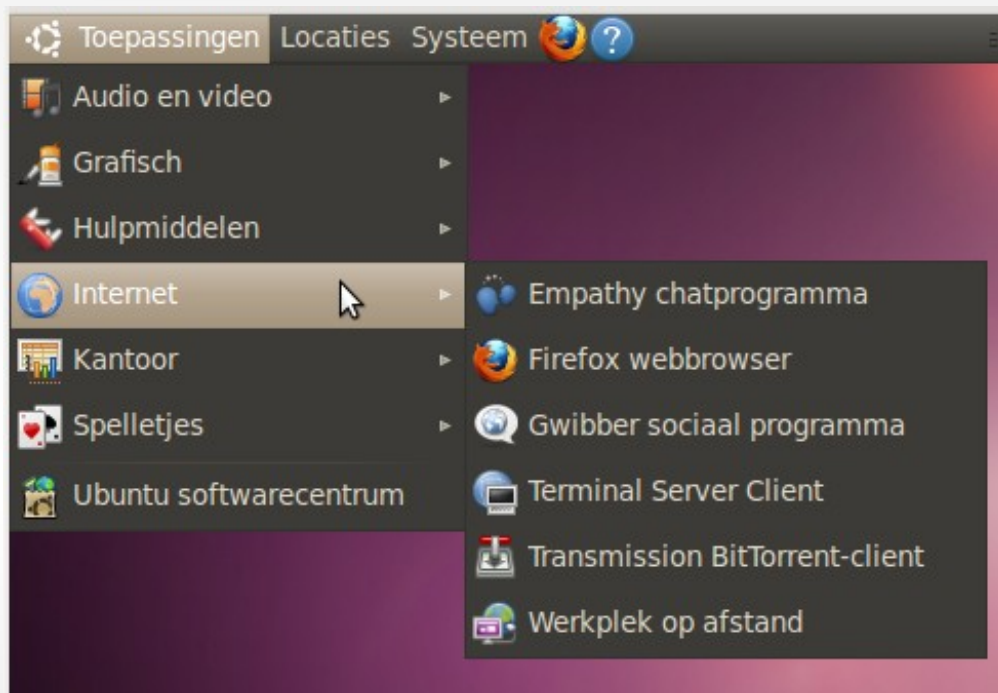 Toepassingen Locaties Systeem
Audio en video
Grafisch
Hulpmiddelen
Internet
Kantoor
Spelletjes
Ubuntu softwarecentrum
Empathy chatprogramma
Firefox webbrowser
Gwibber sociaal programma
Terminal Server Client
Transmission BitTorrent-client
Werkplek op afstand